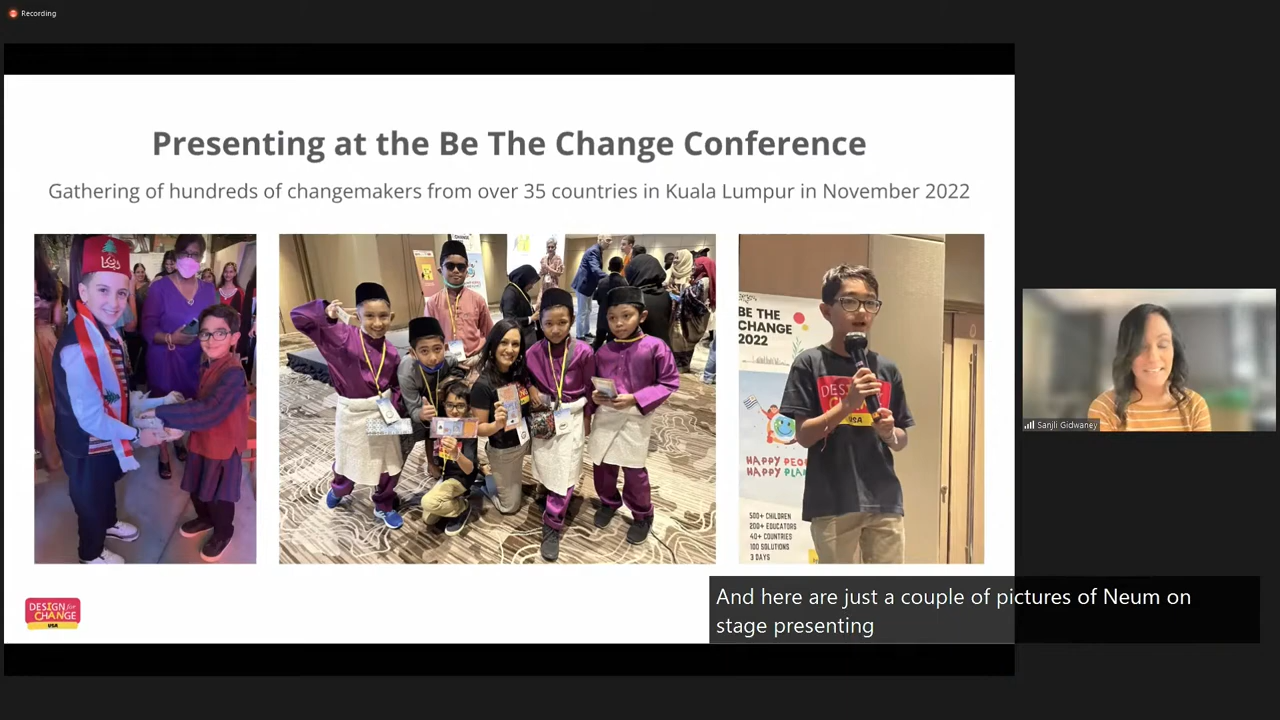 Recording
Presenting at the Be The Change Conference
Gathering of hundreds of changemakers from over 35 countries in Kuala Lumpur in November 2022
BE THE
CHANGE
2022
HAPPY PEO
HAPPY PLA
500+ CHILDREN
200+ EDUCATORS
40+ COUNTRIES
100 SOLUTIONS
3 DAYS
DESIGN for
CHANGE
USA
Sanjli Gidwaney
And here are just a couple of pictures of Neum on
stage presenting